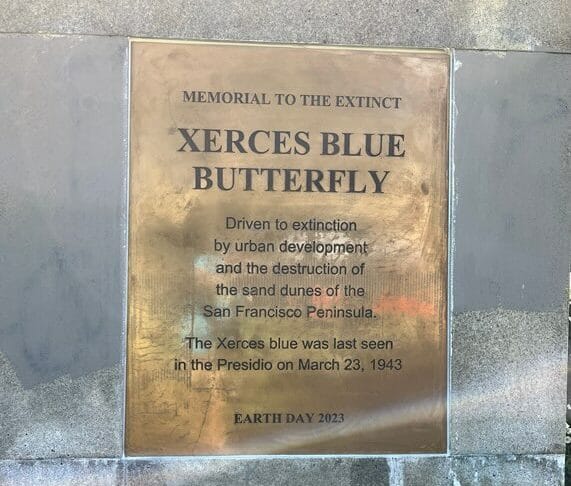 MEMORIAL TO THE EXTINCT
XERCES BLUE
BUTTERFLY
Driven to extinction
by urban development
and the destruction of
the sand dunes of the
San Francisco Peninsula.
The Xerces blue was last seen
in the Presidio on March 23, 1943
EARTH DAY 2023